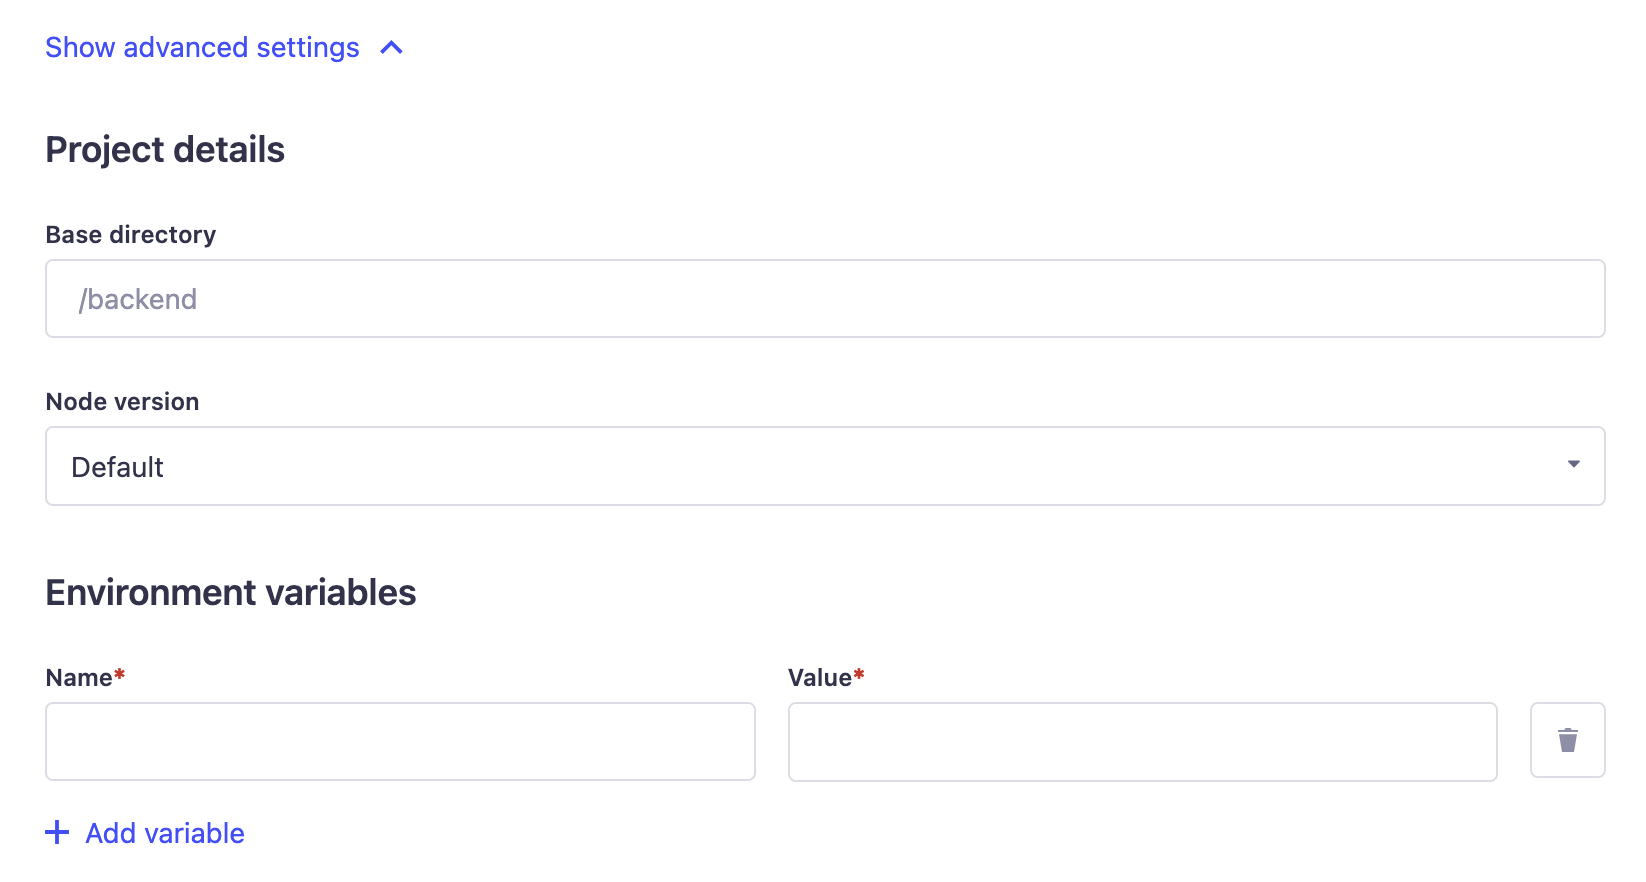 Show advanced settings
Project details
Base directory
/backend
Node version
Default
Environment variables
Name*
Value*
Add variable